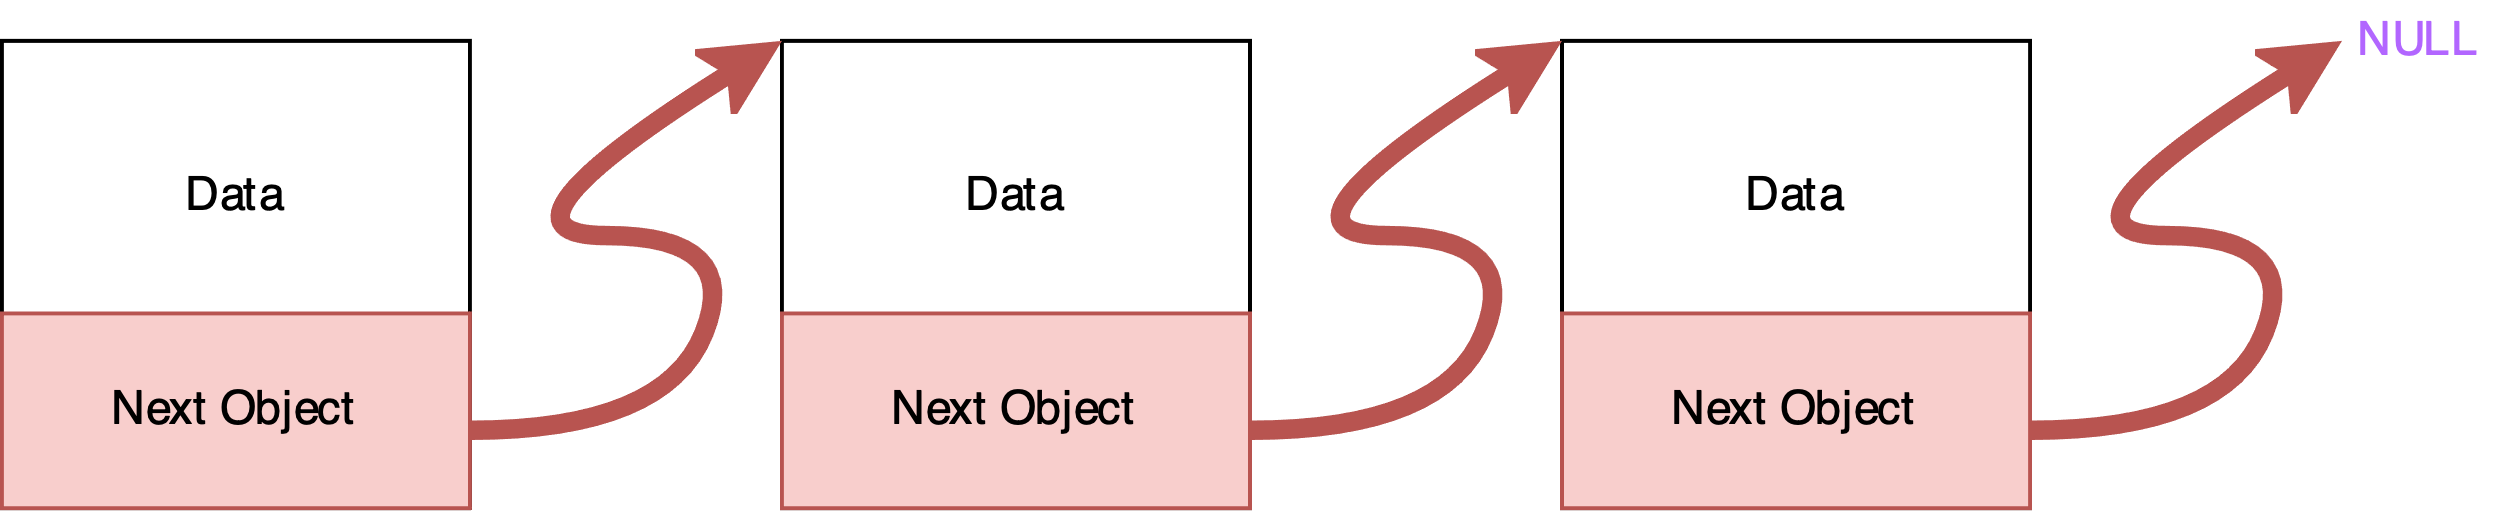 NULL
Data
Data
Data
Next Object
Next Object
Next Object